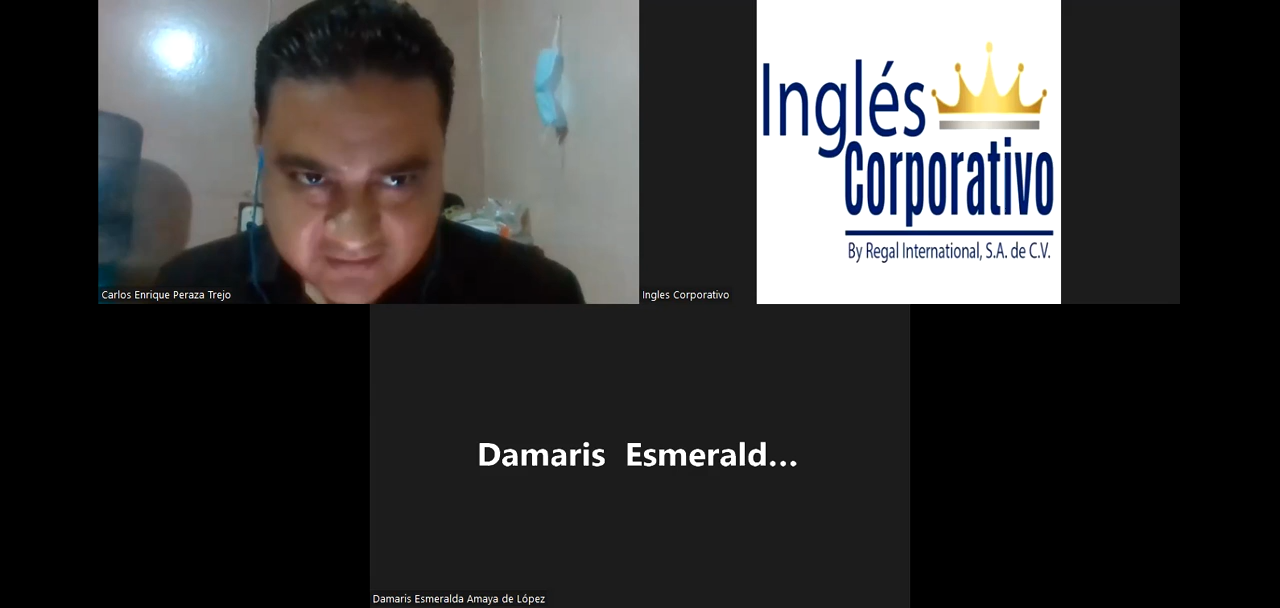 Inglés
Corporativo
By Regal International, S.A. de C.V.
Carlos Enrique Peraza Trejo
Ingles Corporativo
Damaris Esmerald...
Damaris Esmeralda Amaya de López